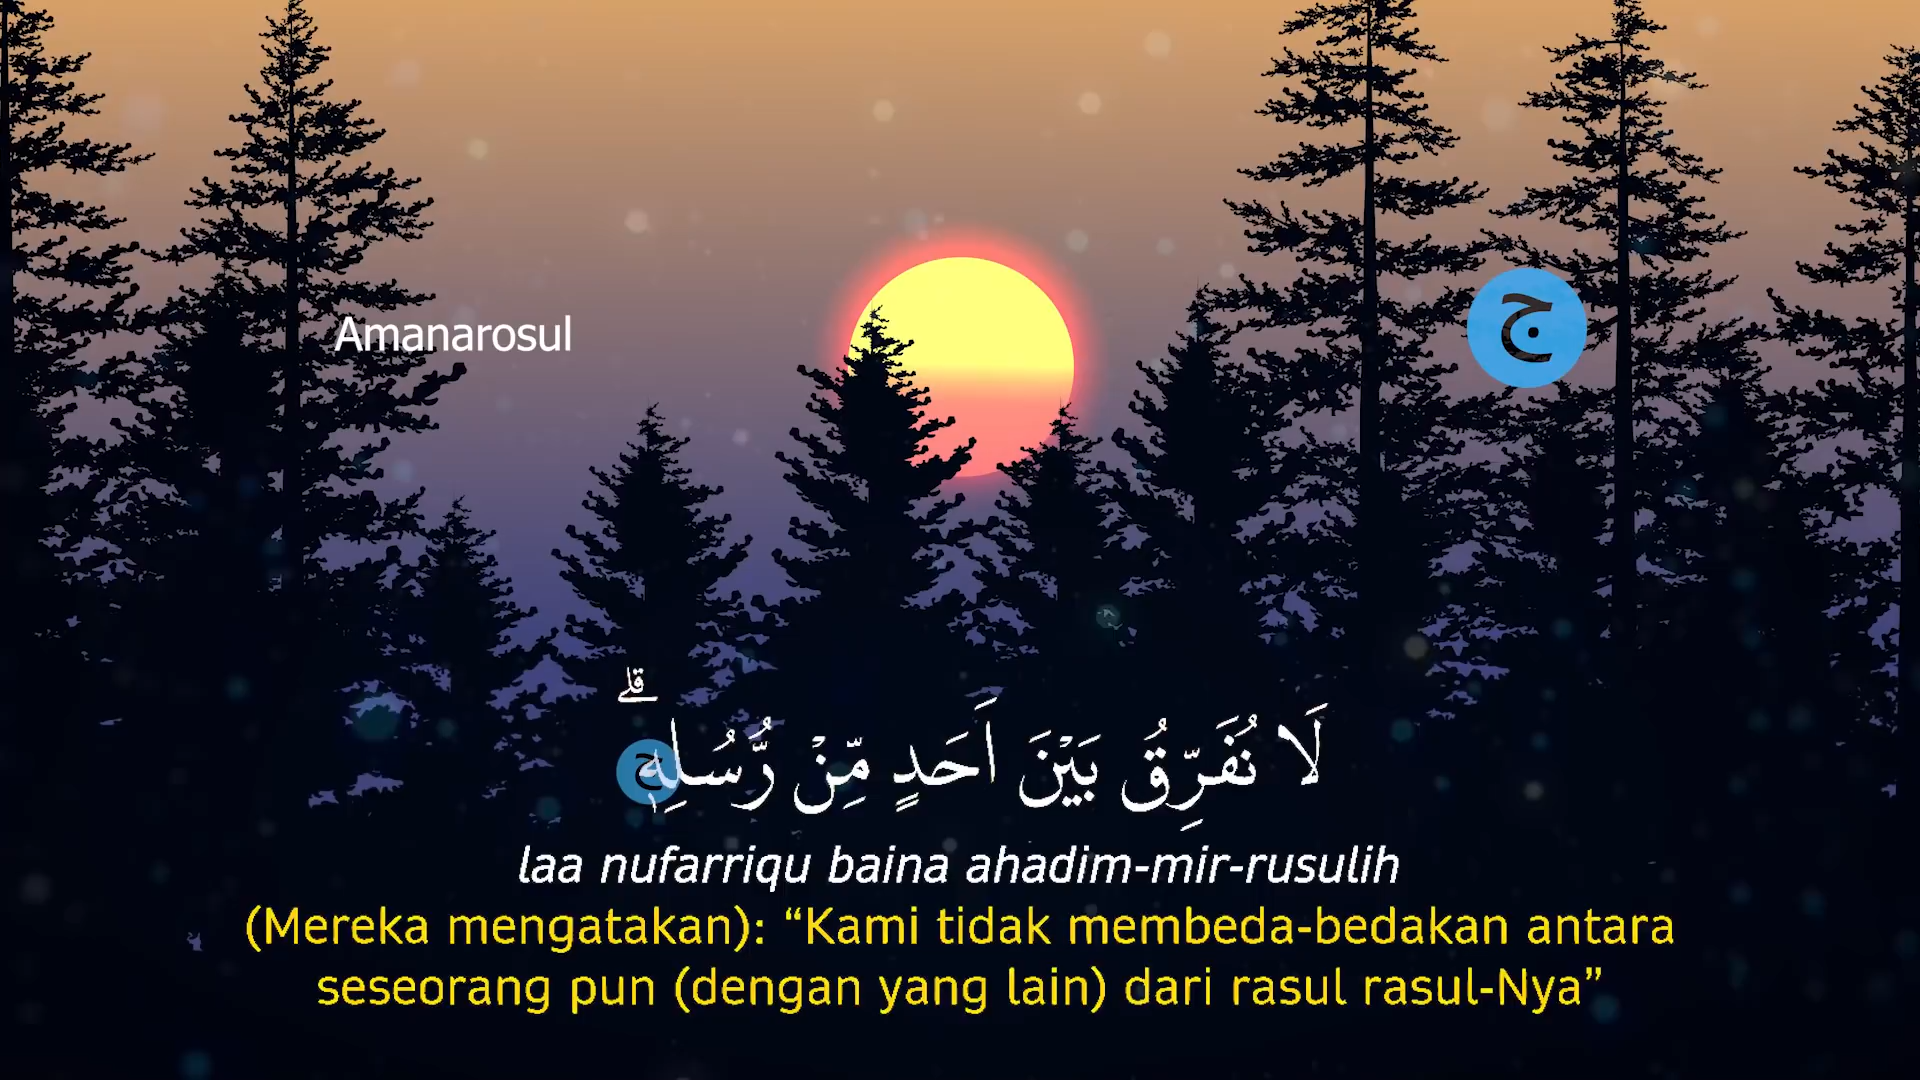 Amanarosul
ج
لَا نُفَرِّقُ بَيْنَ اَحَدٍ مِّنْ رُّسُلِهٖ ۗ
ج
laa nufarriqu baina ahadim-mir-rusulih
(Mereka mengatakan): “Kami tidak membeda-bedakan antara
seseorang pun (dengan yang lain) dari rasul rasul-Nya”